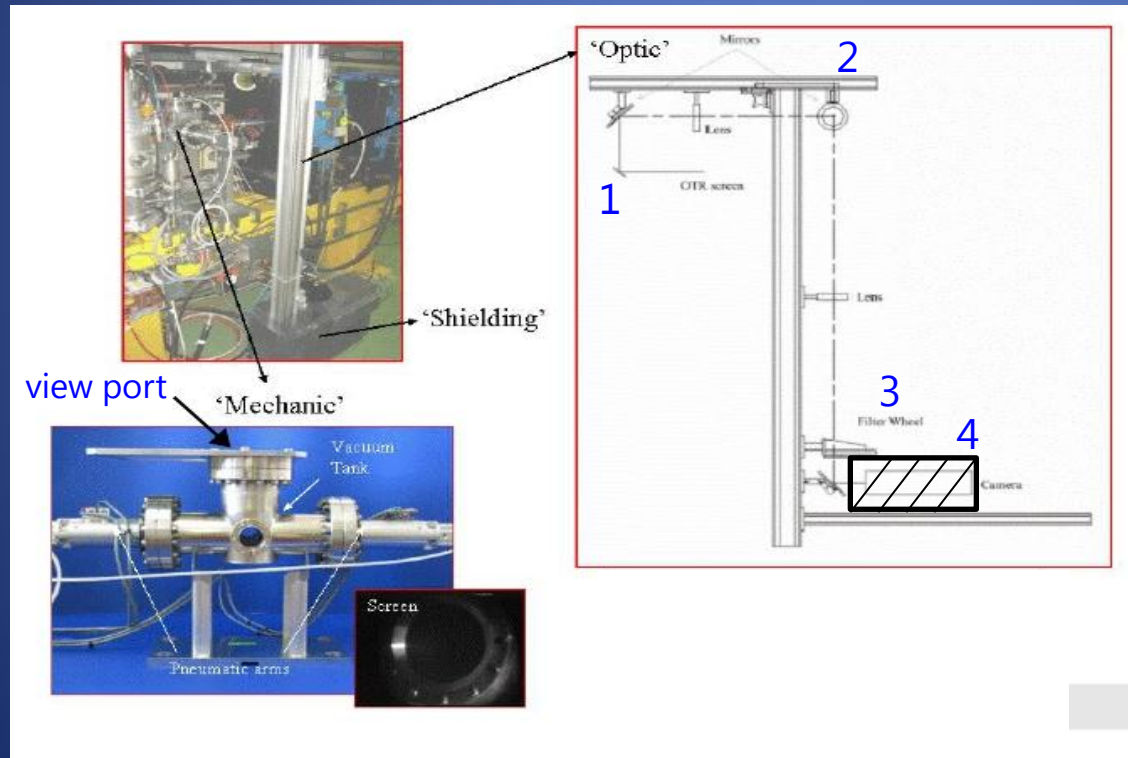 ‘Optic’
Mirrors
2
Lens
1
OTR screen
Lens
‘Shielding’
view port
‘Mechanic’
3
Filter Wheel
4
Camera
Vacuum
Tank
Screen
Pneumatic arms